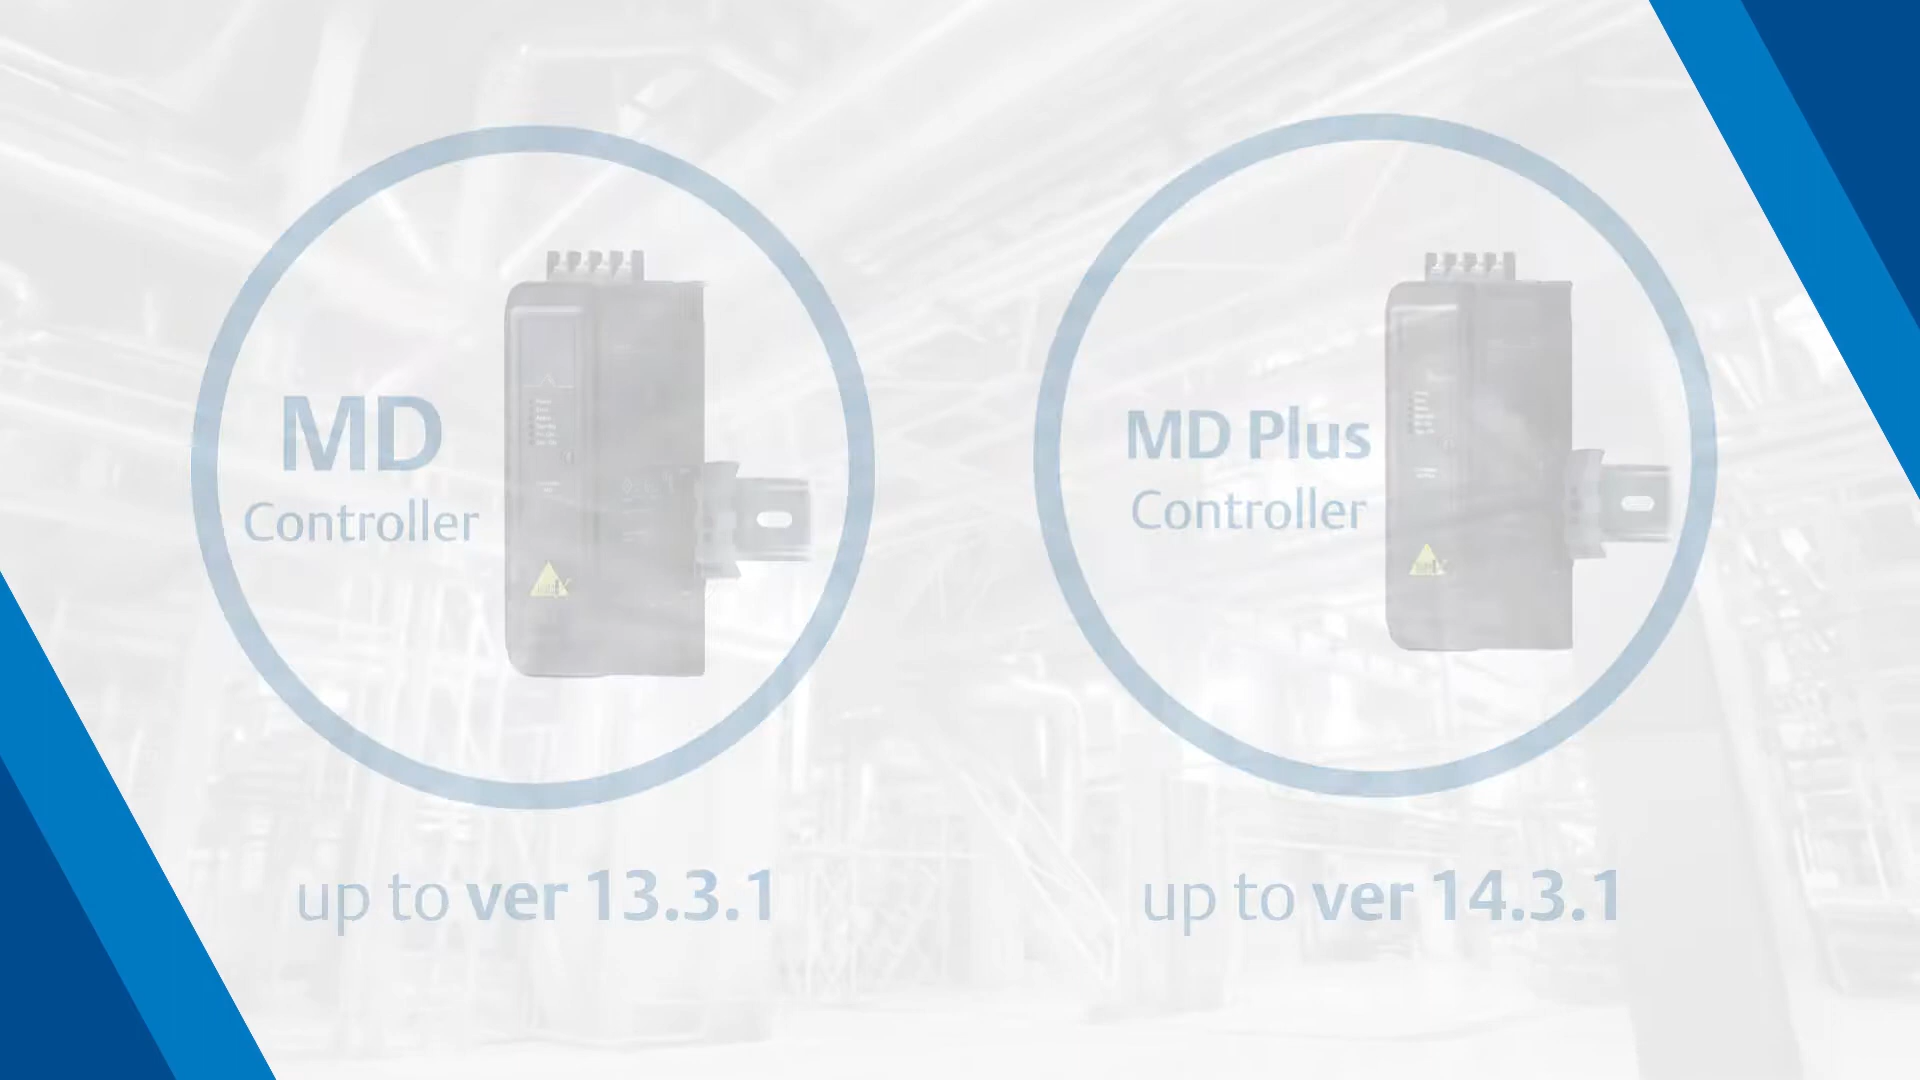 MD
Controller
up to ver 13.3.1
MD Plus
Controller
up to ver 14.3.1